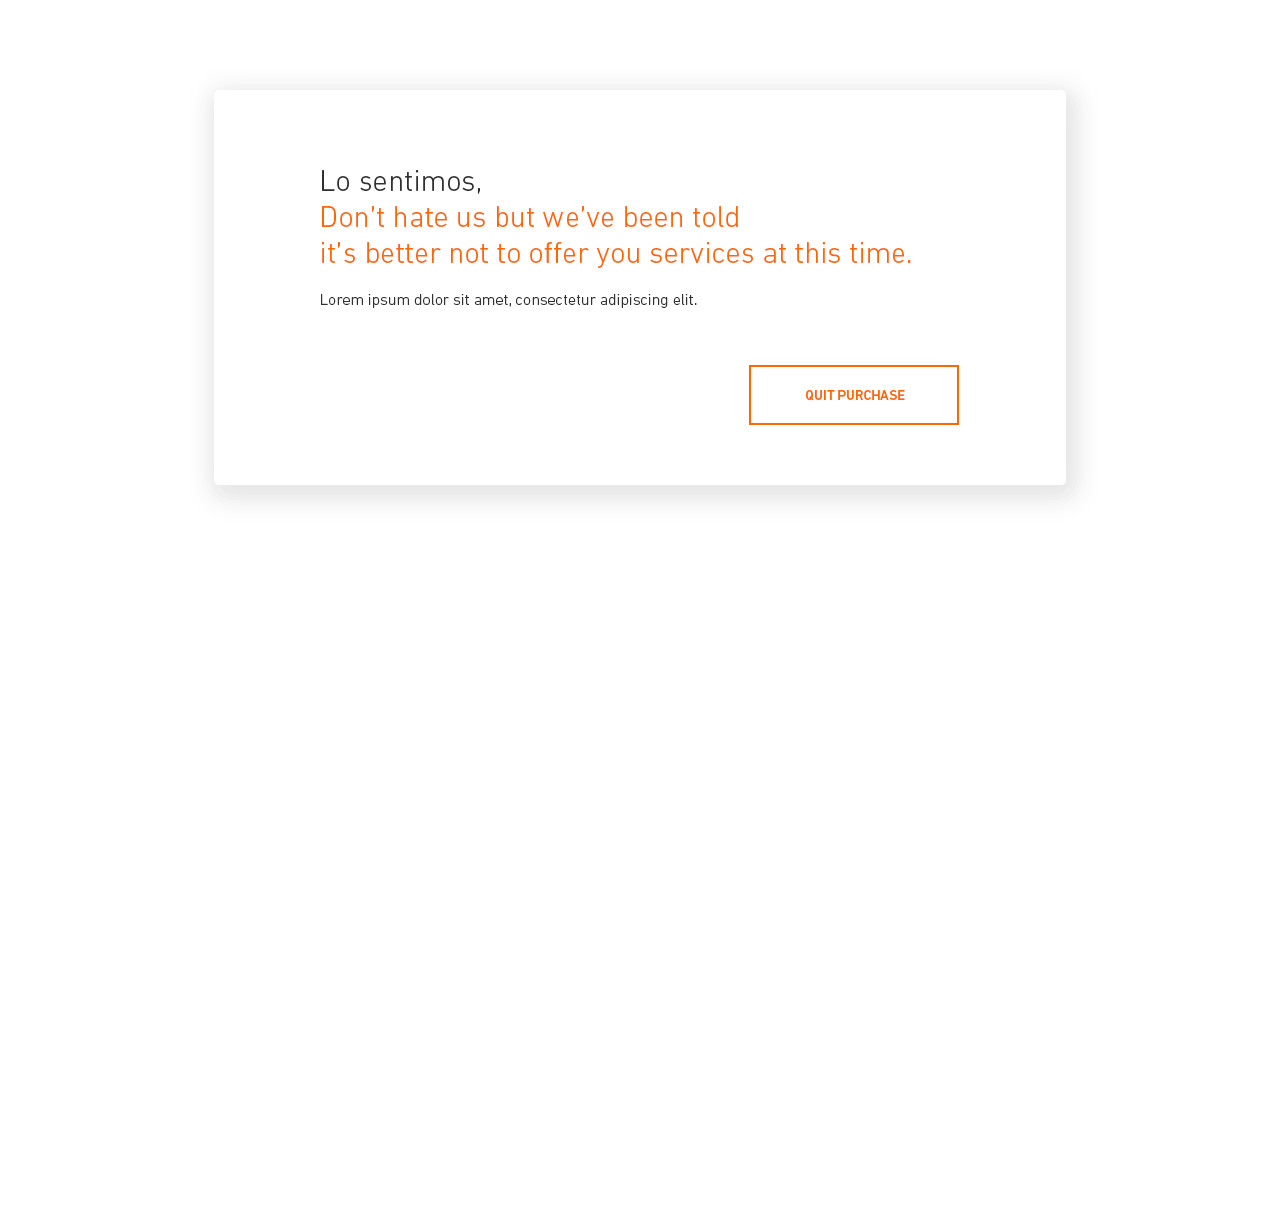 Lo sentimos,
Don’t hate us but we’ve been told
it’s better not to offer you services at this time.
Lorem ipsum dolor sit amet, consectetur adipiscing elit.
QUIT PURCHASE